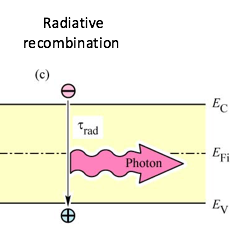 Radiative
recombination
(c)
⊖
E_C
τ_rad
Photon
E_Fi
E_V
⊕